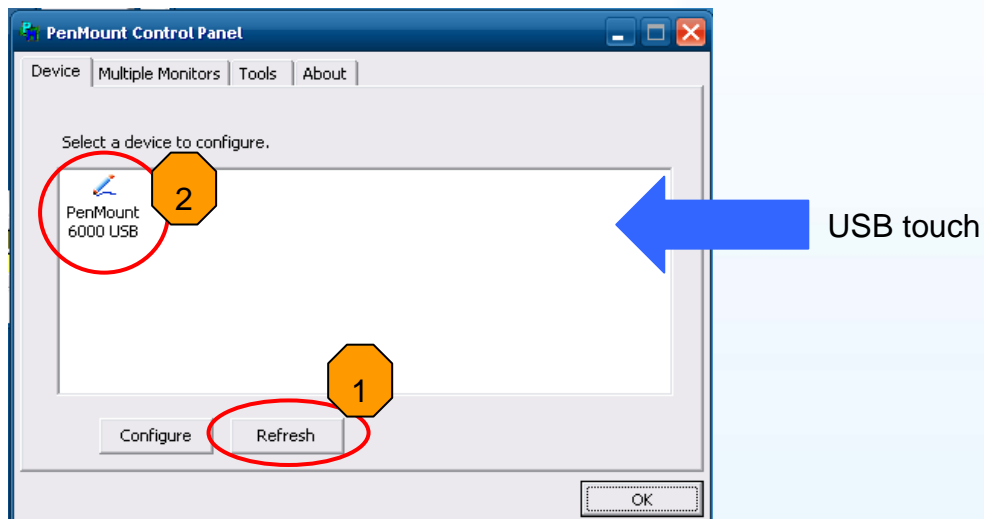 PenMount Control Panel
Device Multiple Monitors Tools About
Select a device to configure.
2
PenMount
6000 USB
USB touch
1
Configure Refresh
OK